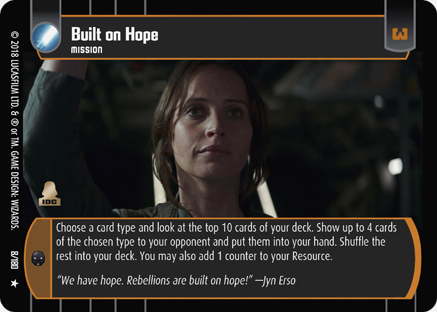 Built on Hope
MISSION
3
© 2018 LUCASFILM LTD. & ® or TM. GAME DESIGN: WIZARDS.
IDC
Choose a card type and look at the top 10 cards of your deck. Show up to 4 cards
of the chosen type to your opponent and put them into your hand. Shuffle the
rest into your deck. You may also add 1 counter to your Resource.
“We have hope. Rebellions are built on hope!” —Jyn Erso